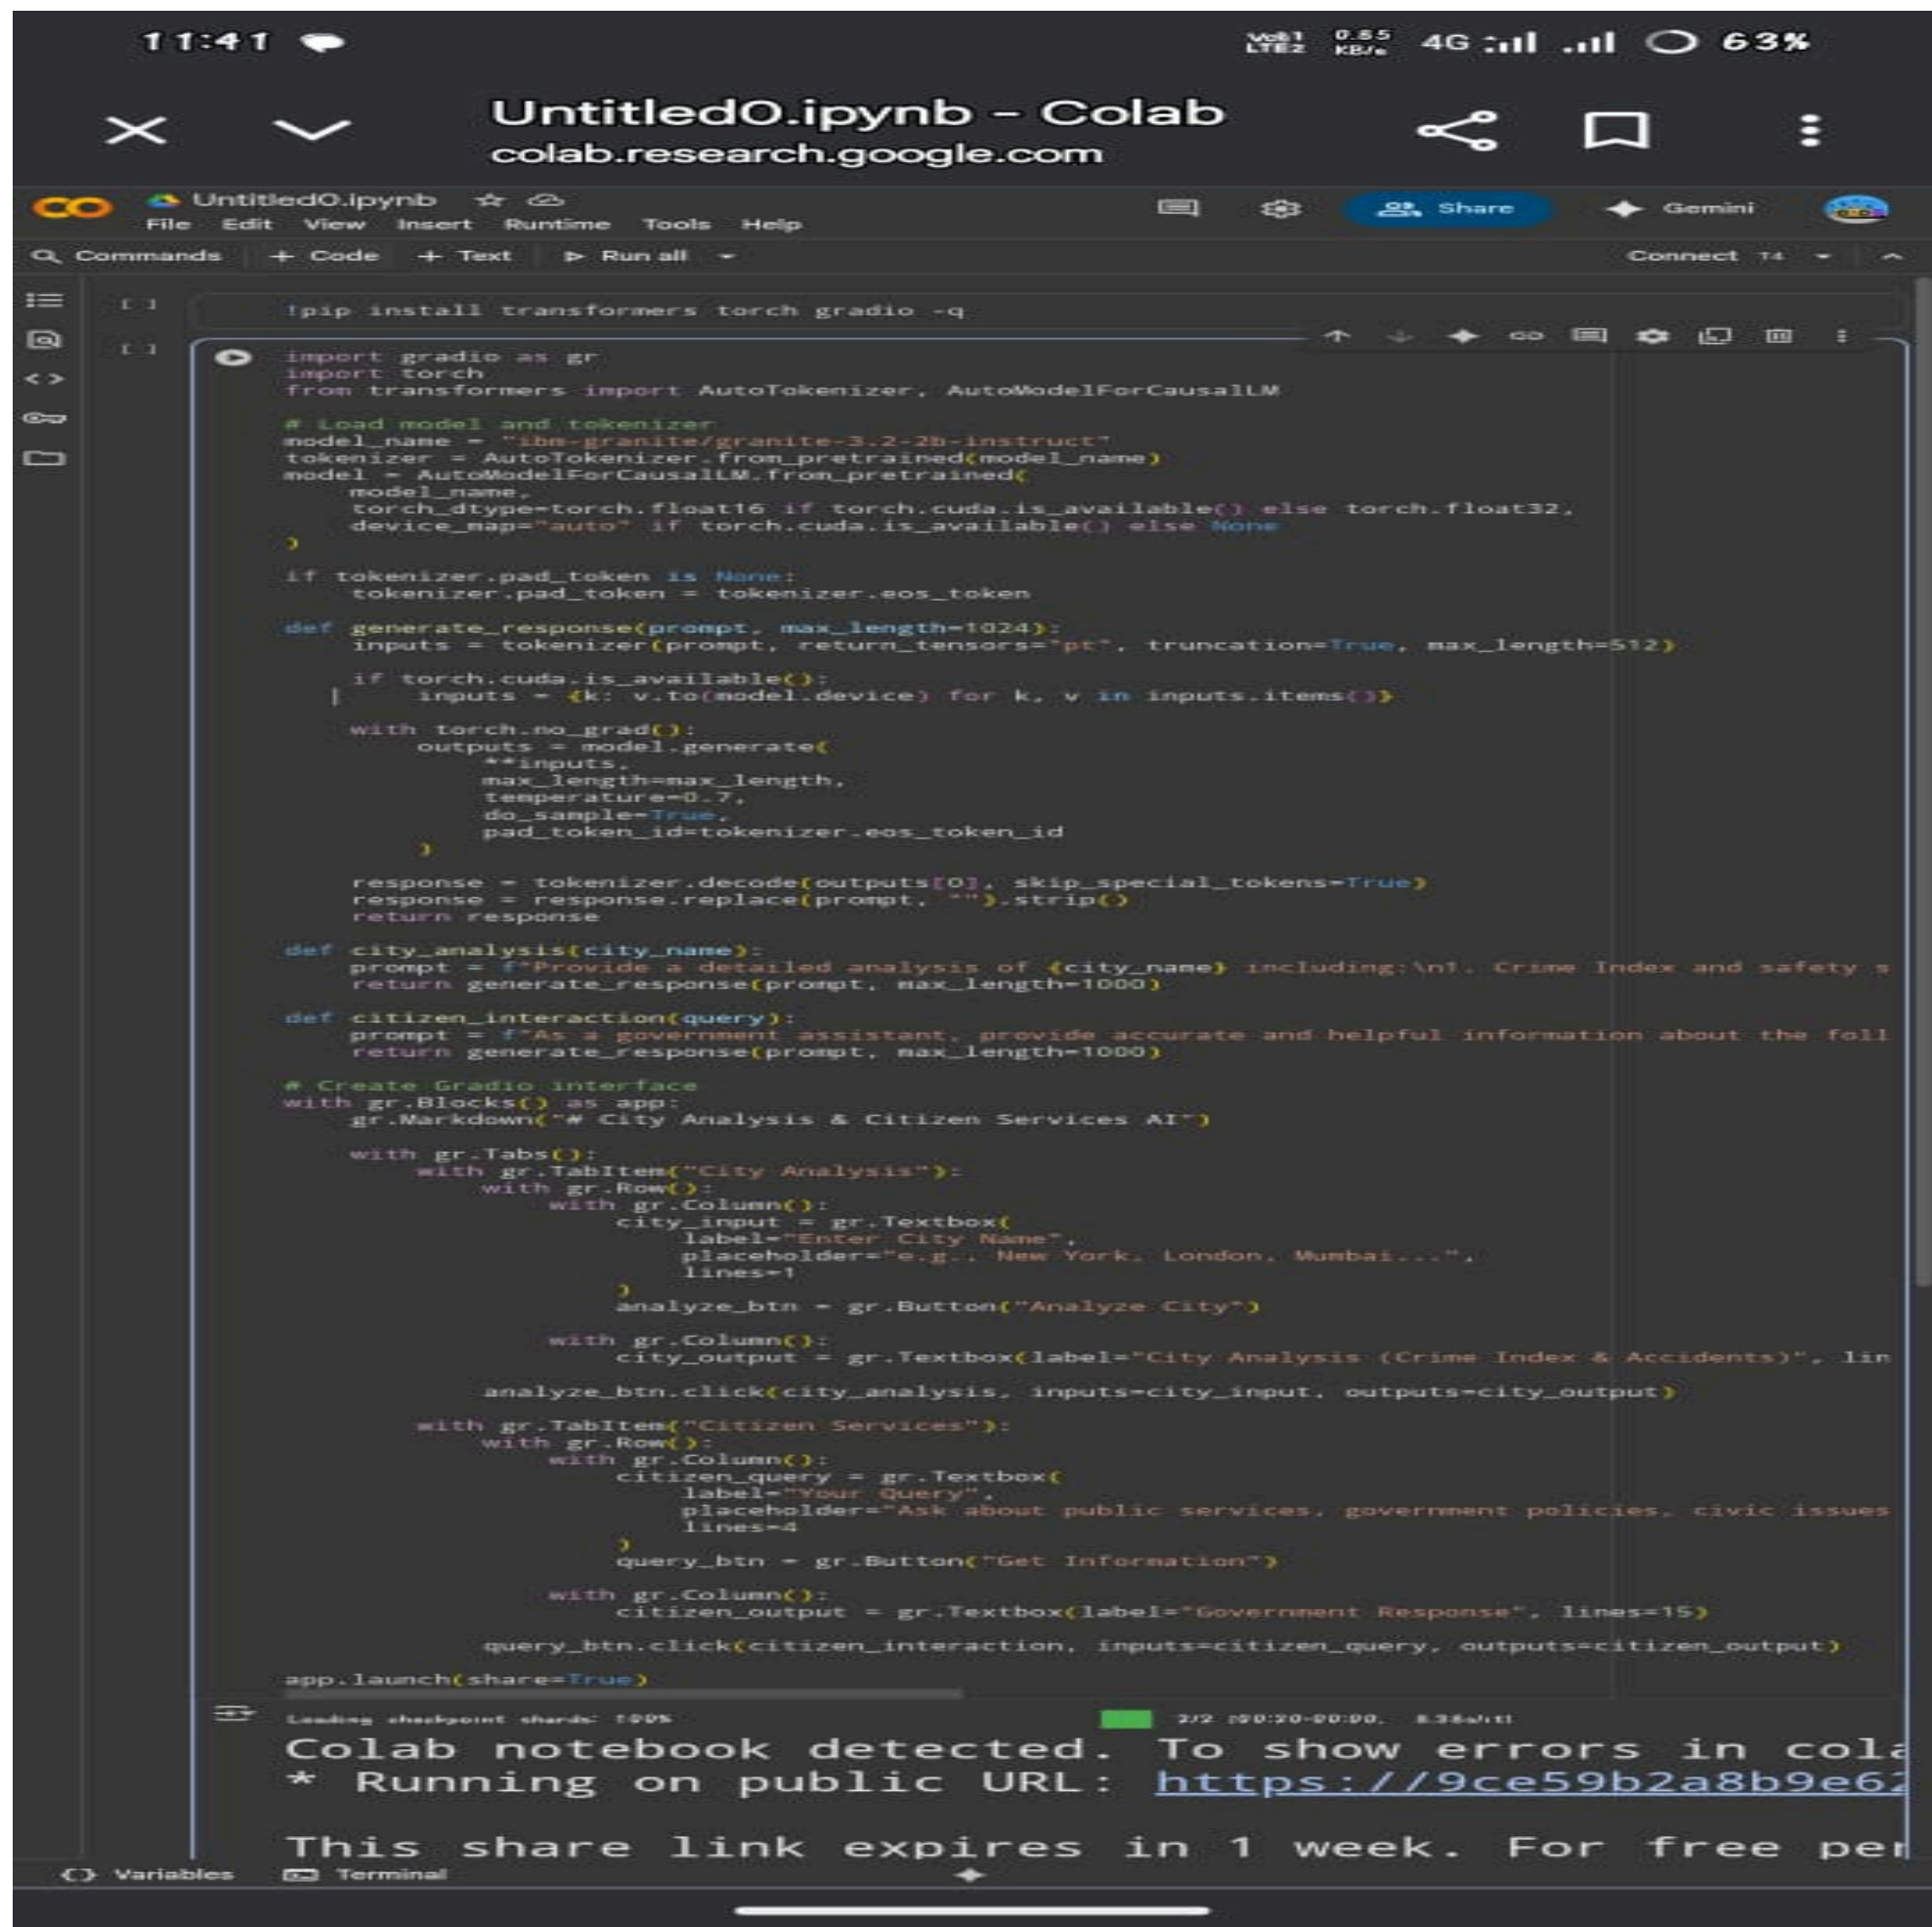 11:41
4G 63%
Untitled0.ipynb – Colab
colab.research.google.com
Untitled0.ipynb
File Edit View Insert Runtime Tools Help
Share Gemini
Commands + Code + Text Run all
Connect T4
[ ] !pip install transformers torch gradio -q
[ ]
import gradio as gr
import torch
from transformers import AutoTokenizer, AutoModelForCausalLM
# Load model and tokenizer
model_name = "ibm-granite/granite-3.2-2b-instruct"
tokenizer = AutoTokenizer.from_pretrained(model_name)
model = AutoModelForCausalLM.from_pretrained(
model_name,
torch_dtype=torch.float16 if torch.cuda.is_available() else torch.float32,
device_map="auto" if torch.cuda.is_available() else None
)
if tokenizer.pad_token is None:
tokenizer.pad_token = tokenizer.eos_token
def generate_response(prompt, max_length=1024):
inputs = tokenizer(prompt, return_tensors="pt", truncation=True, max_length=512)
if torch.cuda.is_available():
inputs = {k: v.to(model.device) for k, v in inputs.items()}
with torch.no_grad():
outputs = model.generate(
**inputs,
max_length=max_length,
temperature=0.7,
do_sample=True,
pad_token_id=tokenizer.eos_token_id
)
response = tokenizer.decode(outputs[0], skip_special_tokens=True)
response = response.replace(prompt, "").strip()
return response
def city_analysis(city_name):
prompt = f"Provide a detailed analysis of {city_name} including:\n1. Crime Index and safety s
return generate_response(prompt, max_length=1000)
def citizen_interaction(query):
prompt = f"As a government assistant, provide accurate and helpful information about the foll
return generate_response(prompt, max_length=1000)
# Create Gradio interface
with gr.Blocks() as app:
gr.Markdown("# City Analysis & Citizen Services AI")
with gr.Tabs():
with gr.TabItem("City Analysis"):
with gr.Row():
with gr.Column():
city_input = gr.Textbox(
label="Enter City Name",
placeholder="e.g., New York, London, Mumbai...",
lines=1
)
analyze_btn = gr.Button("Analyze City")
with gr.Column():
city_output = gr.Textbox(label="City Analysis (Crime Index & Accidents)", lin
analyze_btn.click(city_analysis, inputs=city_input, outputs=city_output)
with gr.TabItem("Citizen Services"):
with gr.Row():
with gr.Column():
citizen_query = gr.Textbox(
label="Your Query",
placeholder="Ask about public services, government policies, civic issues
lines=4
)
query_btn = gr.Button("Get Information")
with gr.Column():
citizen_output = gr.Textbox(label="Government Response", lines=15)
query_btn.click(citizen_interaction, inputs=citizen_query, outputs=citizen_output)
app.launch(share=True)
Loading checkpoint shards: 100% 2/2
Colab notebook detected. To show errors in cola
* Running on public URL: https://9ce59b2a8b9e62
This share link expires in 1 week. For free per
Variables Terminal